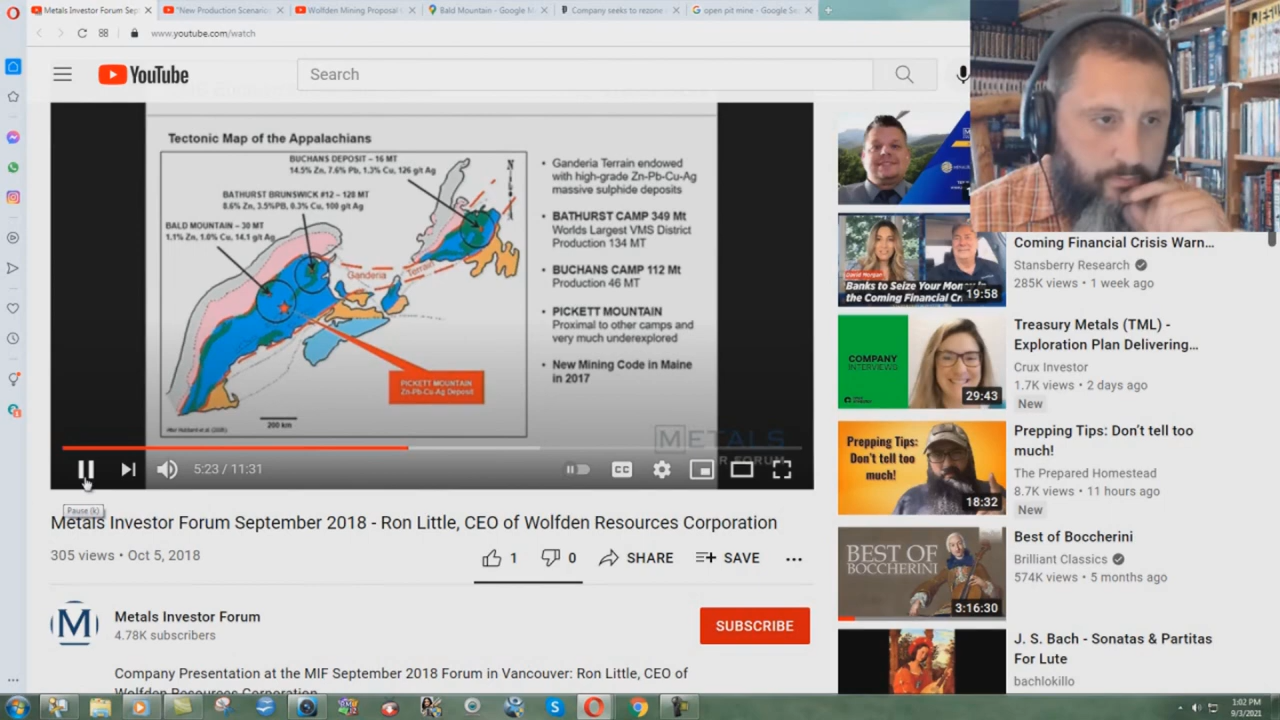 Metals Investor Forum Sep
"New Production Scenario
Wolfden Mining Proposal
Bald Mountain - Google M
Company seeks to rezone
open pit mine - Google Se
www.youtube.com/watch
YouTube
Search
Tectonic Map of the Appalachians
BUCHANS DEPOSIT – 16 MT
14.5% Zn, 7.6% Pb, 1.3% Cu, 126 g/t Ag
BATHURST BRUNSWICK #12 – 128 MT
8.6% Zn, 3.5%PB, 0.3% Cu, 100 g/t Ag
BALD MOUNTAIN – 30 MT
1.1% Zn, 1.0% Cu, 14.1 g/t Ag
N
Ganderia Terrain
PICKETT MOUNTAIN
Zn-Pb-Cu-Ag Deposit
200 km
• Ganderia Terrain endowed
with high-grade Zn-Pb-Cu-Ag
massive sulphide deposits
• BATHURST CAMP 349 Mt
Worlds Largest VMS District
Production 134 MT
• BUCHANS CAMP 112 Mt
Production 46 MT
• PICKETT MOUNTAIN
Proximal to other camps and
very much underexplored
• New Mining Code in Maine
in 2017
METALS
R FORUM
5:23 / 11:31
CC
Pause (k)
Metals Investor Forum September 2018 - Ron Little, CEO of Wolfden Resources Corporation
305 views • Oct 5, 2018
1
0
SHARE
SAVE
M
Metals Investor Forum
4.78K subscribers
SUBSCRIBE
Company Presentation at the MIF September 2018 Forum in Vancouver: Ron Little, CEO of
Wolfden Resources Corporation
David Morgan
Banks to Seize Your Money in
the Coming Financial Cr
19:58
Coming Financial Crisis Warn...
Stansberry Research
285K views • 1 week ago
COMPANY
INTERVIEWS
29:43
Treasury Metals (TML) -
Exploration Plan Delivering...
Crux Investor
1.7K views • 2 days ago
New
Prepping Tips:
Don't tell too
much!
18:32
Prepping Tips: Don't tell too
much!
The Prepared Homestead
8.7K views • 11 hours ago
New
BEST OF
BOCCHERINI
3:16:30
Best of Boccherini
Brilliant Classics
574K views • 5 months ago
J. S. Bach - Sonatas & Partitas
For Lute
bachlokillo
1:02 PM
9/3/2021